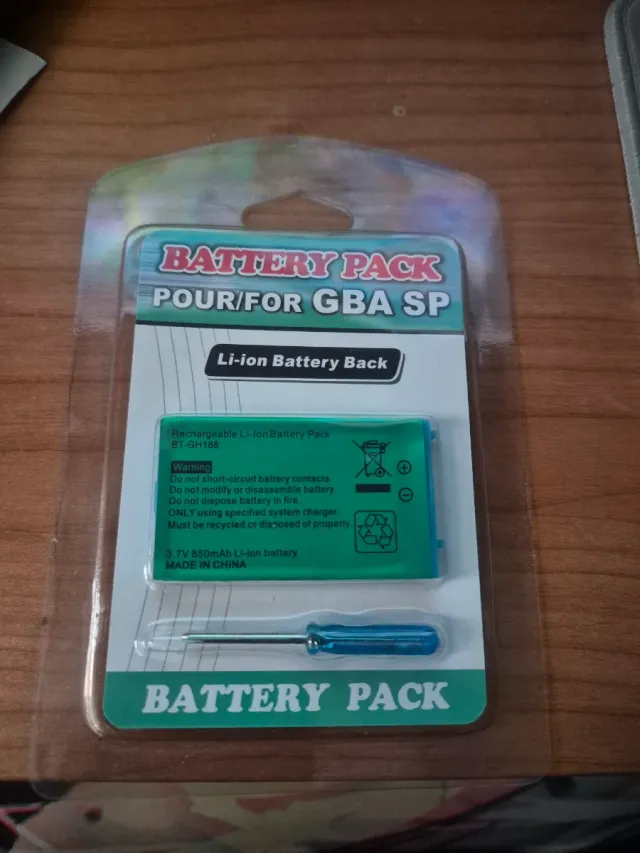 BATTERY PACK
POUR/FOR GBA SP
Li-ion Battery Back
Rechargeable Li-Ion Battery Pack
BT-GH188
Warning
Do not short-circuit battery contacts.
Do not modify or disassemble battery
Do not dispose battery in fire.
ONLY using specified system charger.
Must be recycled or disposed of properly.
3.7V 850mAh Li-ion battery
MADE IN CHINA
BATTERY PACK